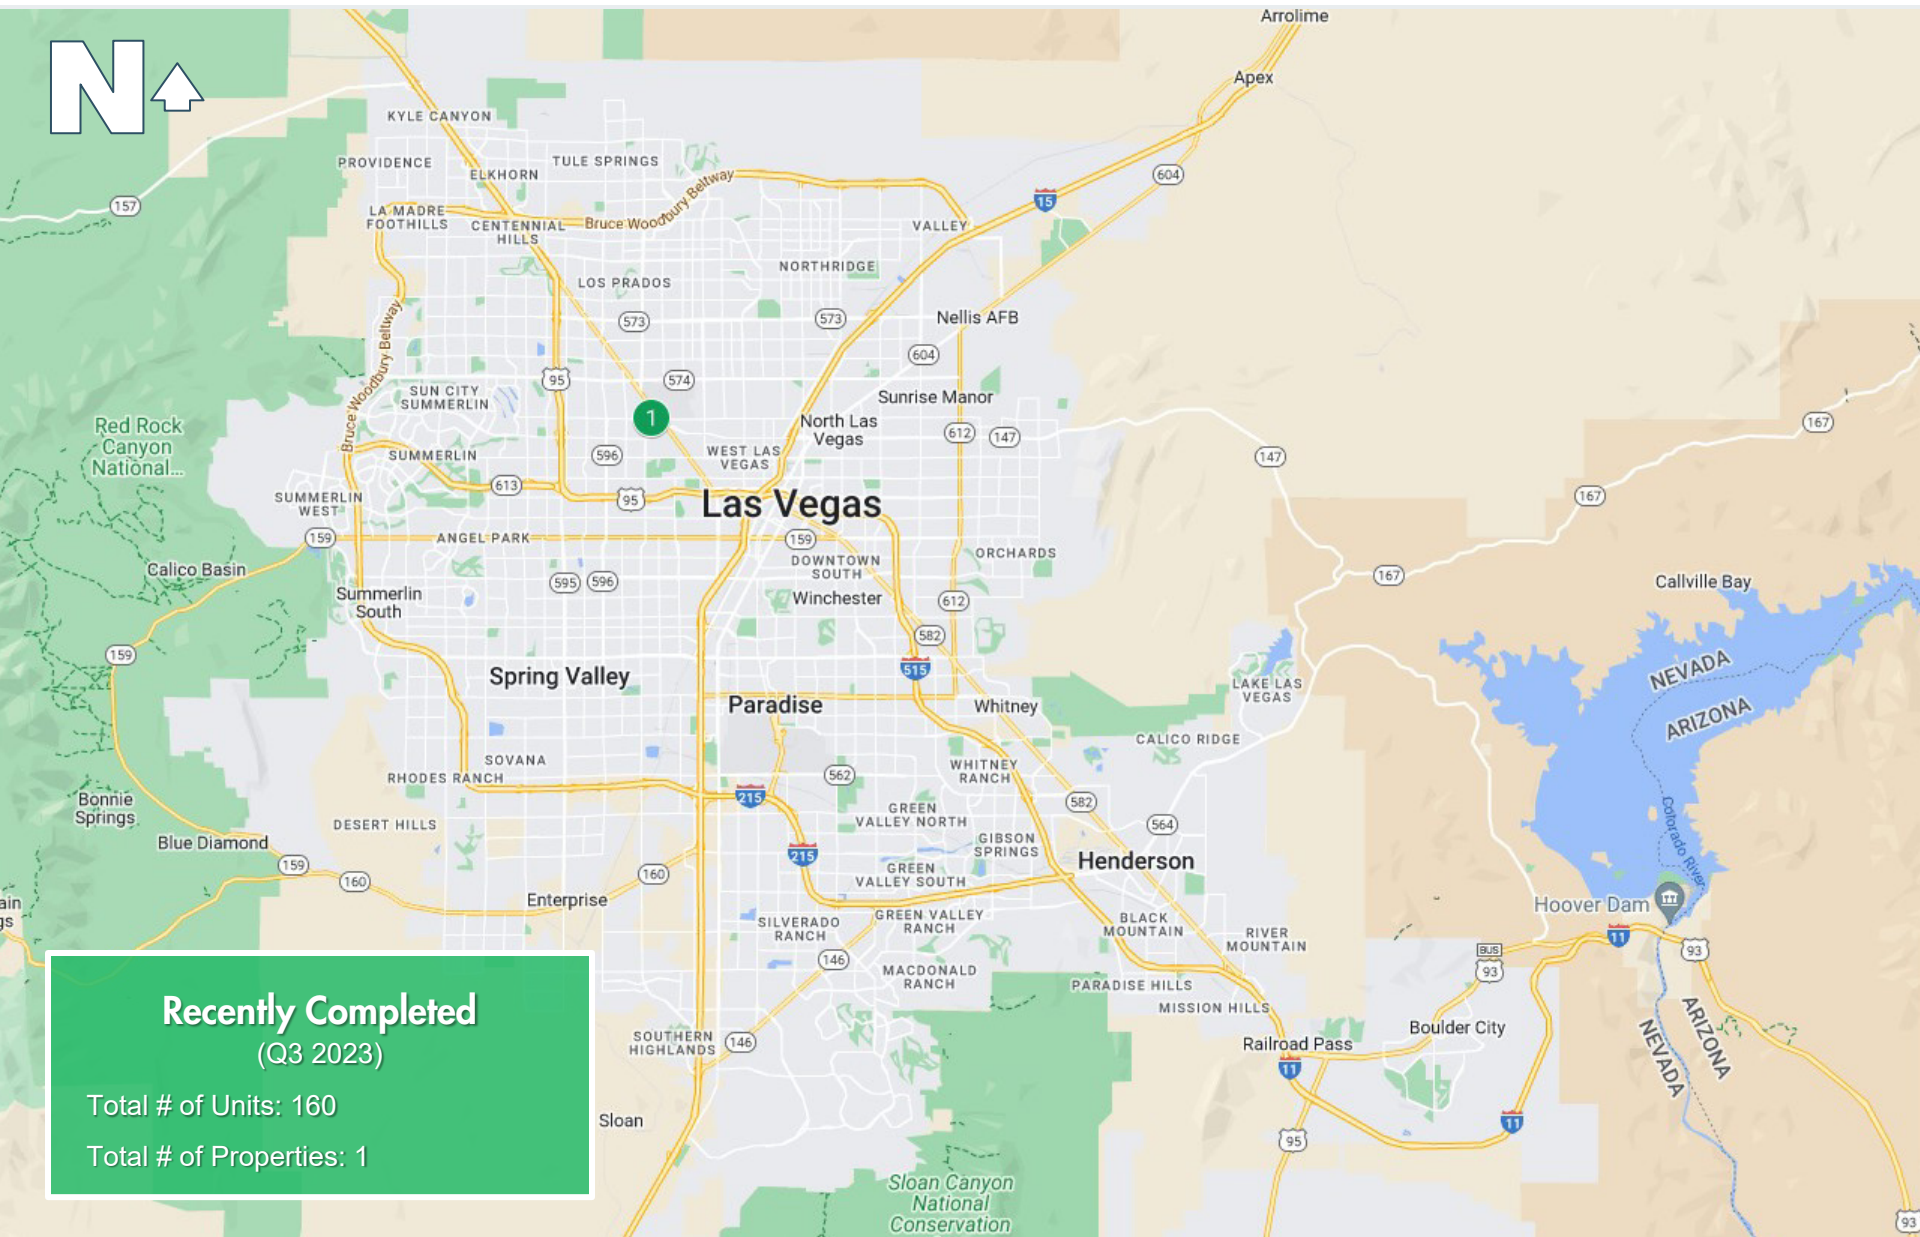 N
Arrolime
Apex
KYLE CANYON
PROVIDENCE
TULE SPRINGS
ELKHORN
604
157
15
Bruce Woodbury Beltway
LA MADRE
FOOTHILLS
CENTENNIAL
HILLS
VALLEY
NORTHRIDGE
LOS PRADOS
573
573
Nellis AFB
604
Bruce Woodbury Beltway
95
574
SUN CITY
SUMMERLIN
Sunrise Manor
1
North Las
Vegas
612
147
167
Red Rock
Canyon
National...
SUMMERLIN
596
WEST LAS
VEGAS
147
613
95
Las Vegas
SUMMERLIN
WEST
167
159
ANGEL PARK
159
DOWNTOWN
SOUTH
ORCHARDS
Calico Basin
595
596
167
Callville Bay
Summerlin
South
Winchester
612
159
582
515
NEVADA
ARIZONA
Spring Valley
LAKE LAS
VEGAS
Paradise
Whitney
CALICO RIDGE
SOVANA
RHODES RANCH
562
WHITNEY
RANCH
215
582
Bonnie
Springs
GREEN
VALLEY NORTH
DESERT HILLS
564
Colorado River
Blue Diamond
215
GIBSON
SPRINGS
Henderson
159
160
160
GREEN
VALLEY SOUTH
Enterprise
Hoover Dam
ain
gs
SILVERADO
RANCH
GREEN VALLEY
RANCH
BLACK
MOUNTAIN
RIVER
MOUNTAIN
11
BUS
93
93
146
MACDONALD
RANCH
PARADISE HILLS
MISSION HILLS
Recently Completed
(Q3 2023)
Total # of Units: 160
Total # of Properties: 1
SOUTHERN
HIGHLANDS
146
Railroad Pass
Boulder City
NEVADA
ARIZONA
11
Sloan
11
95
Sloan Canyon
National
Conservation
93